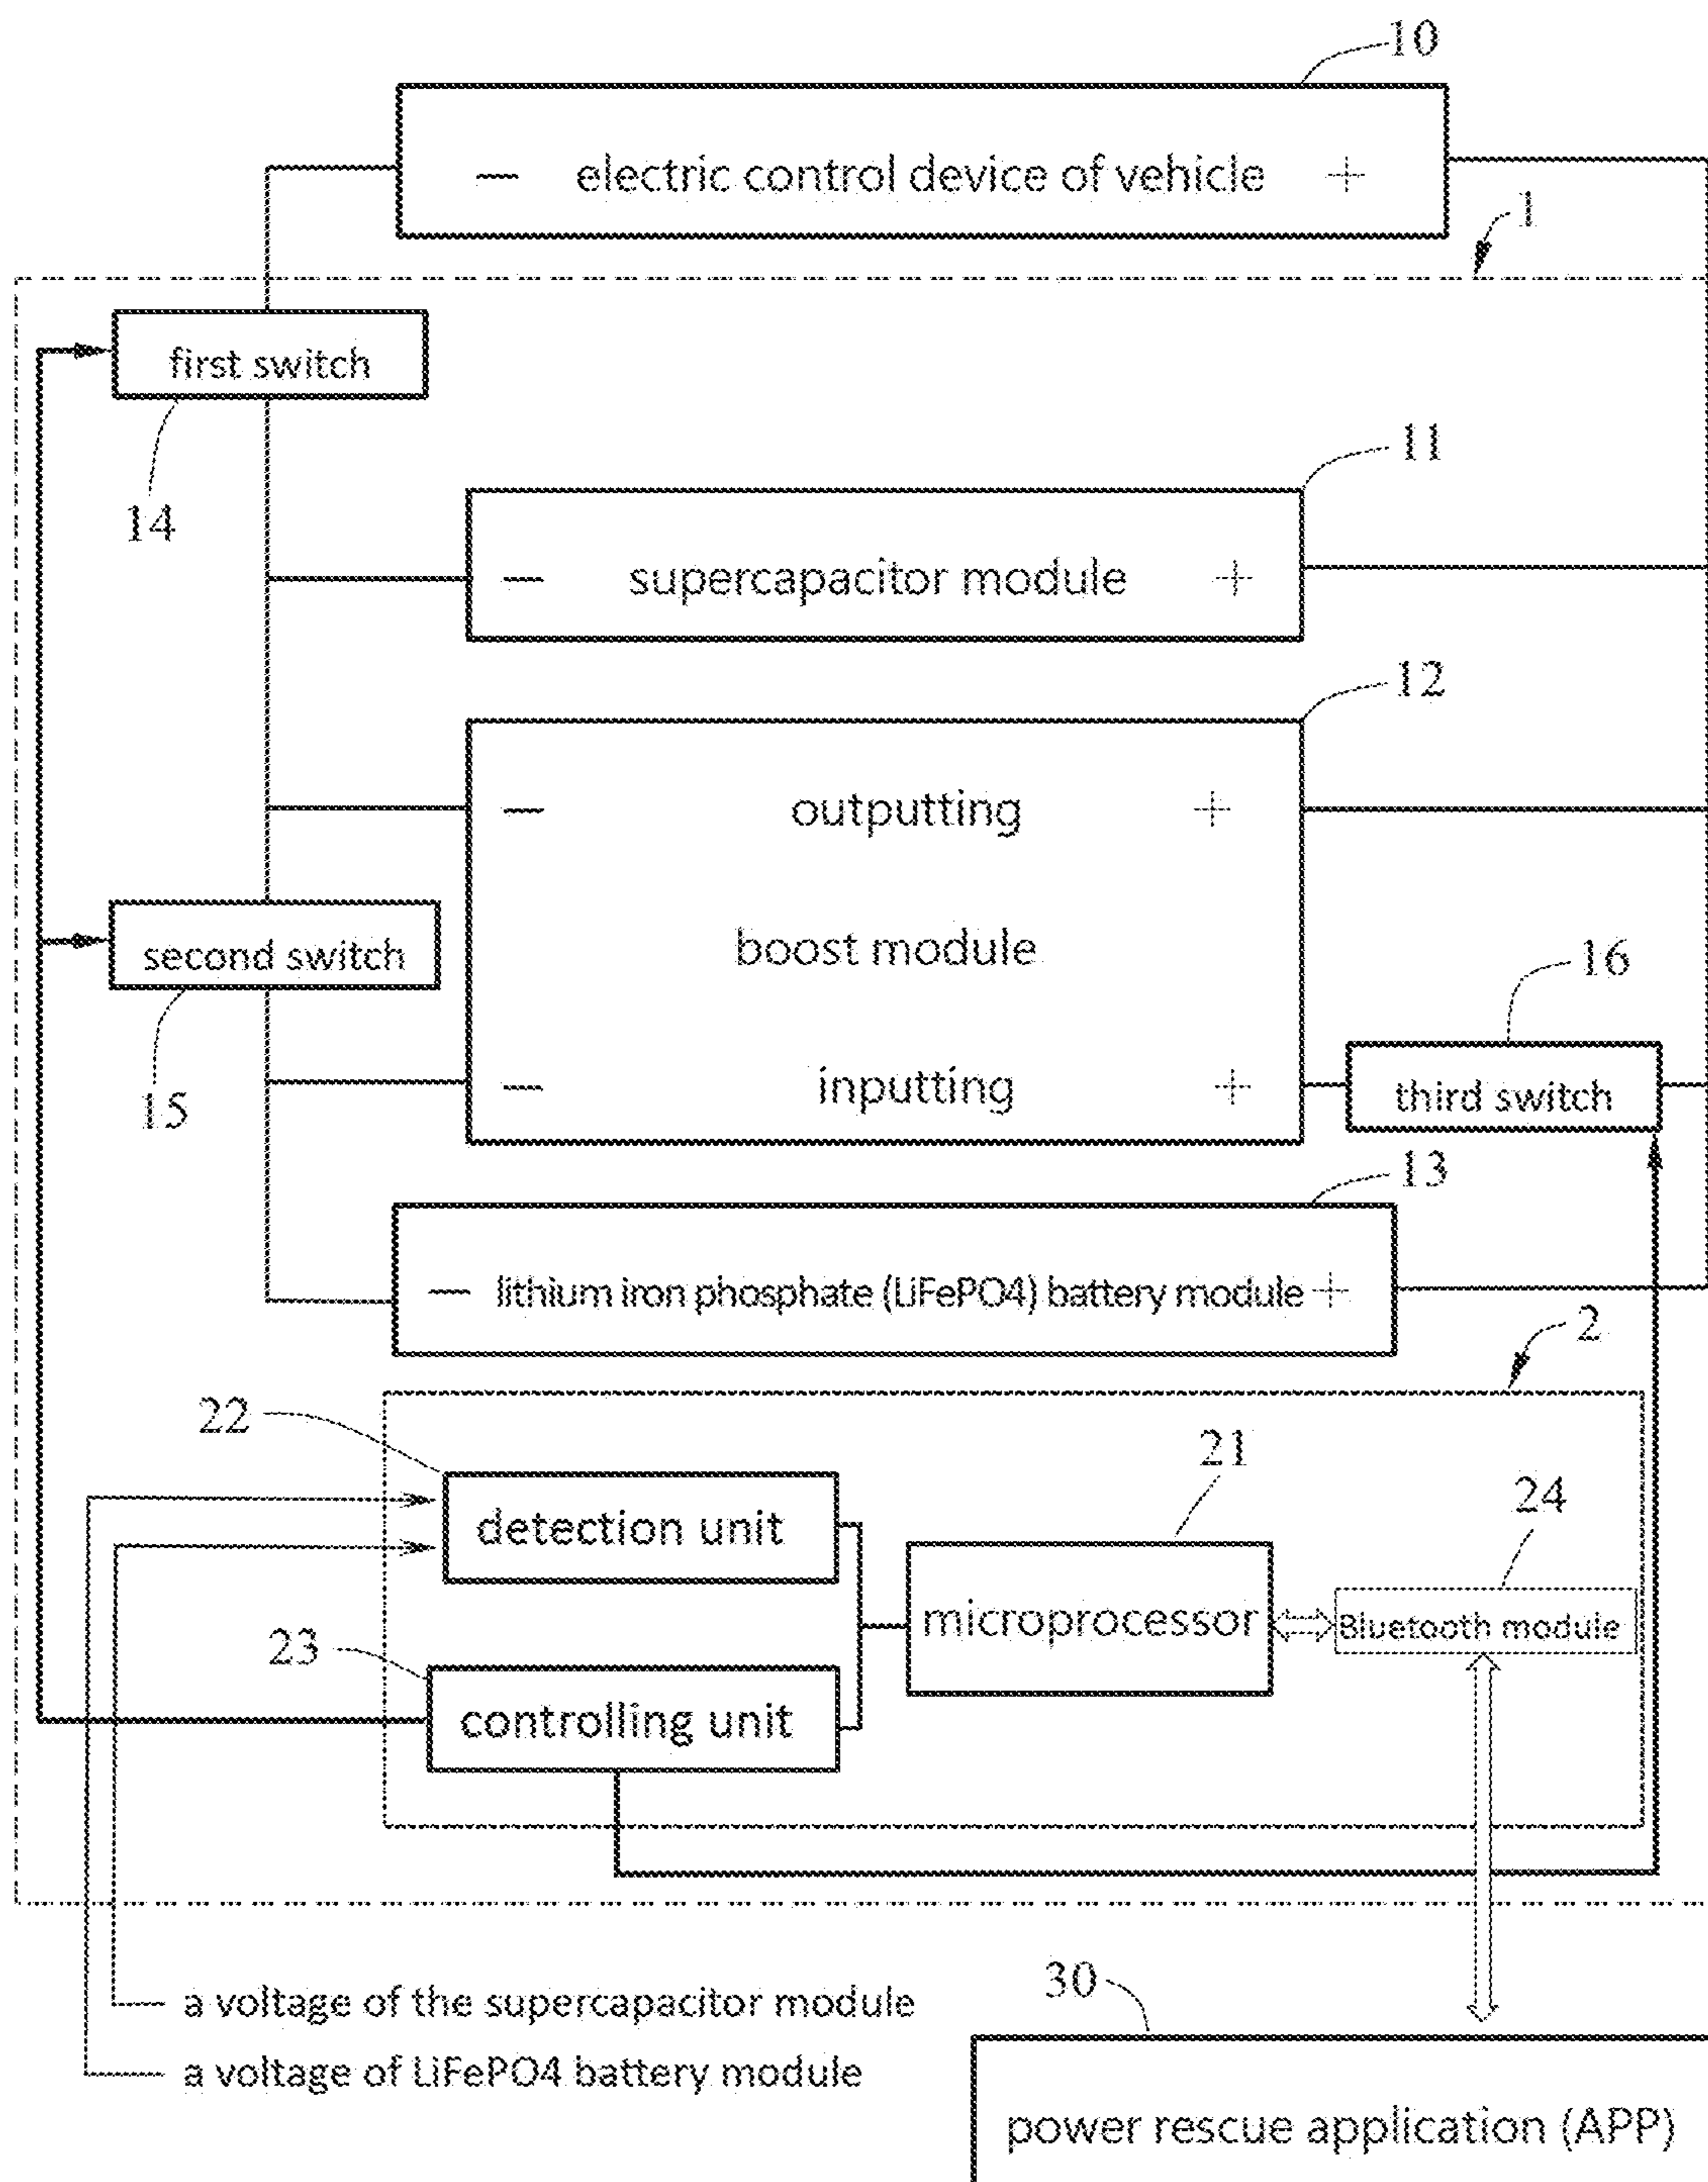 10
− electric control device of vehicle +
1
first switch
14
11
− supercapacitor module +
12
− outputting +
boost module
second switch
15
16
− inputting +
third switch
13
− lithium iron phosphate (LiFePO4) battery module +
2
22
detection unit
21
24
microprocessor
Bluetooth module
23
controlling unit
a voltage of the supercapacitor module
a voltage of LiFePO4 battery module
30
power rescue application (APP)